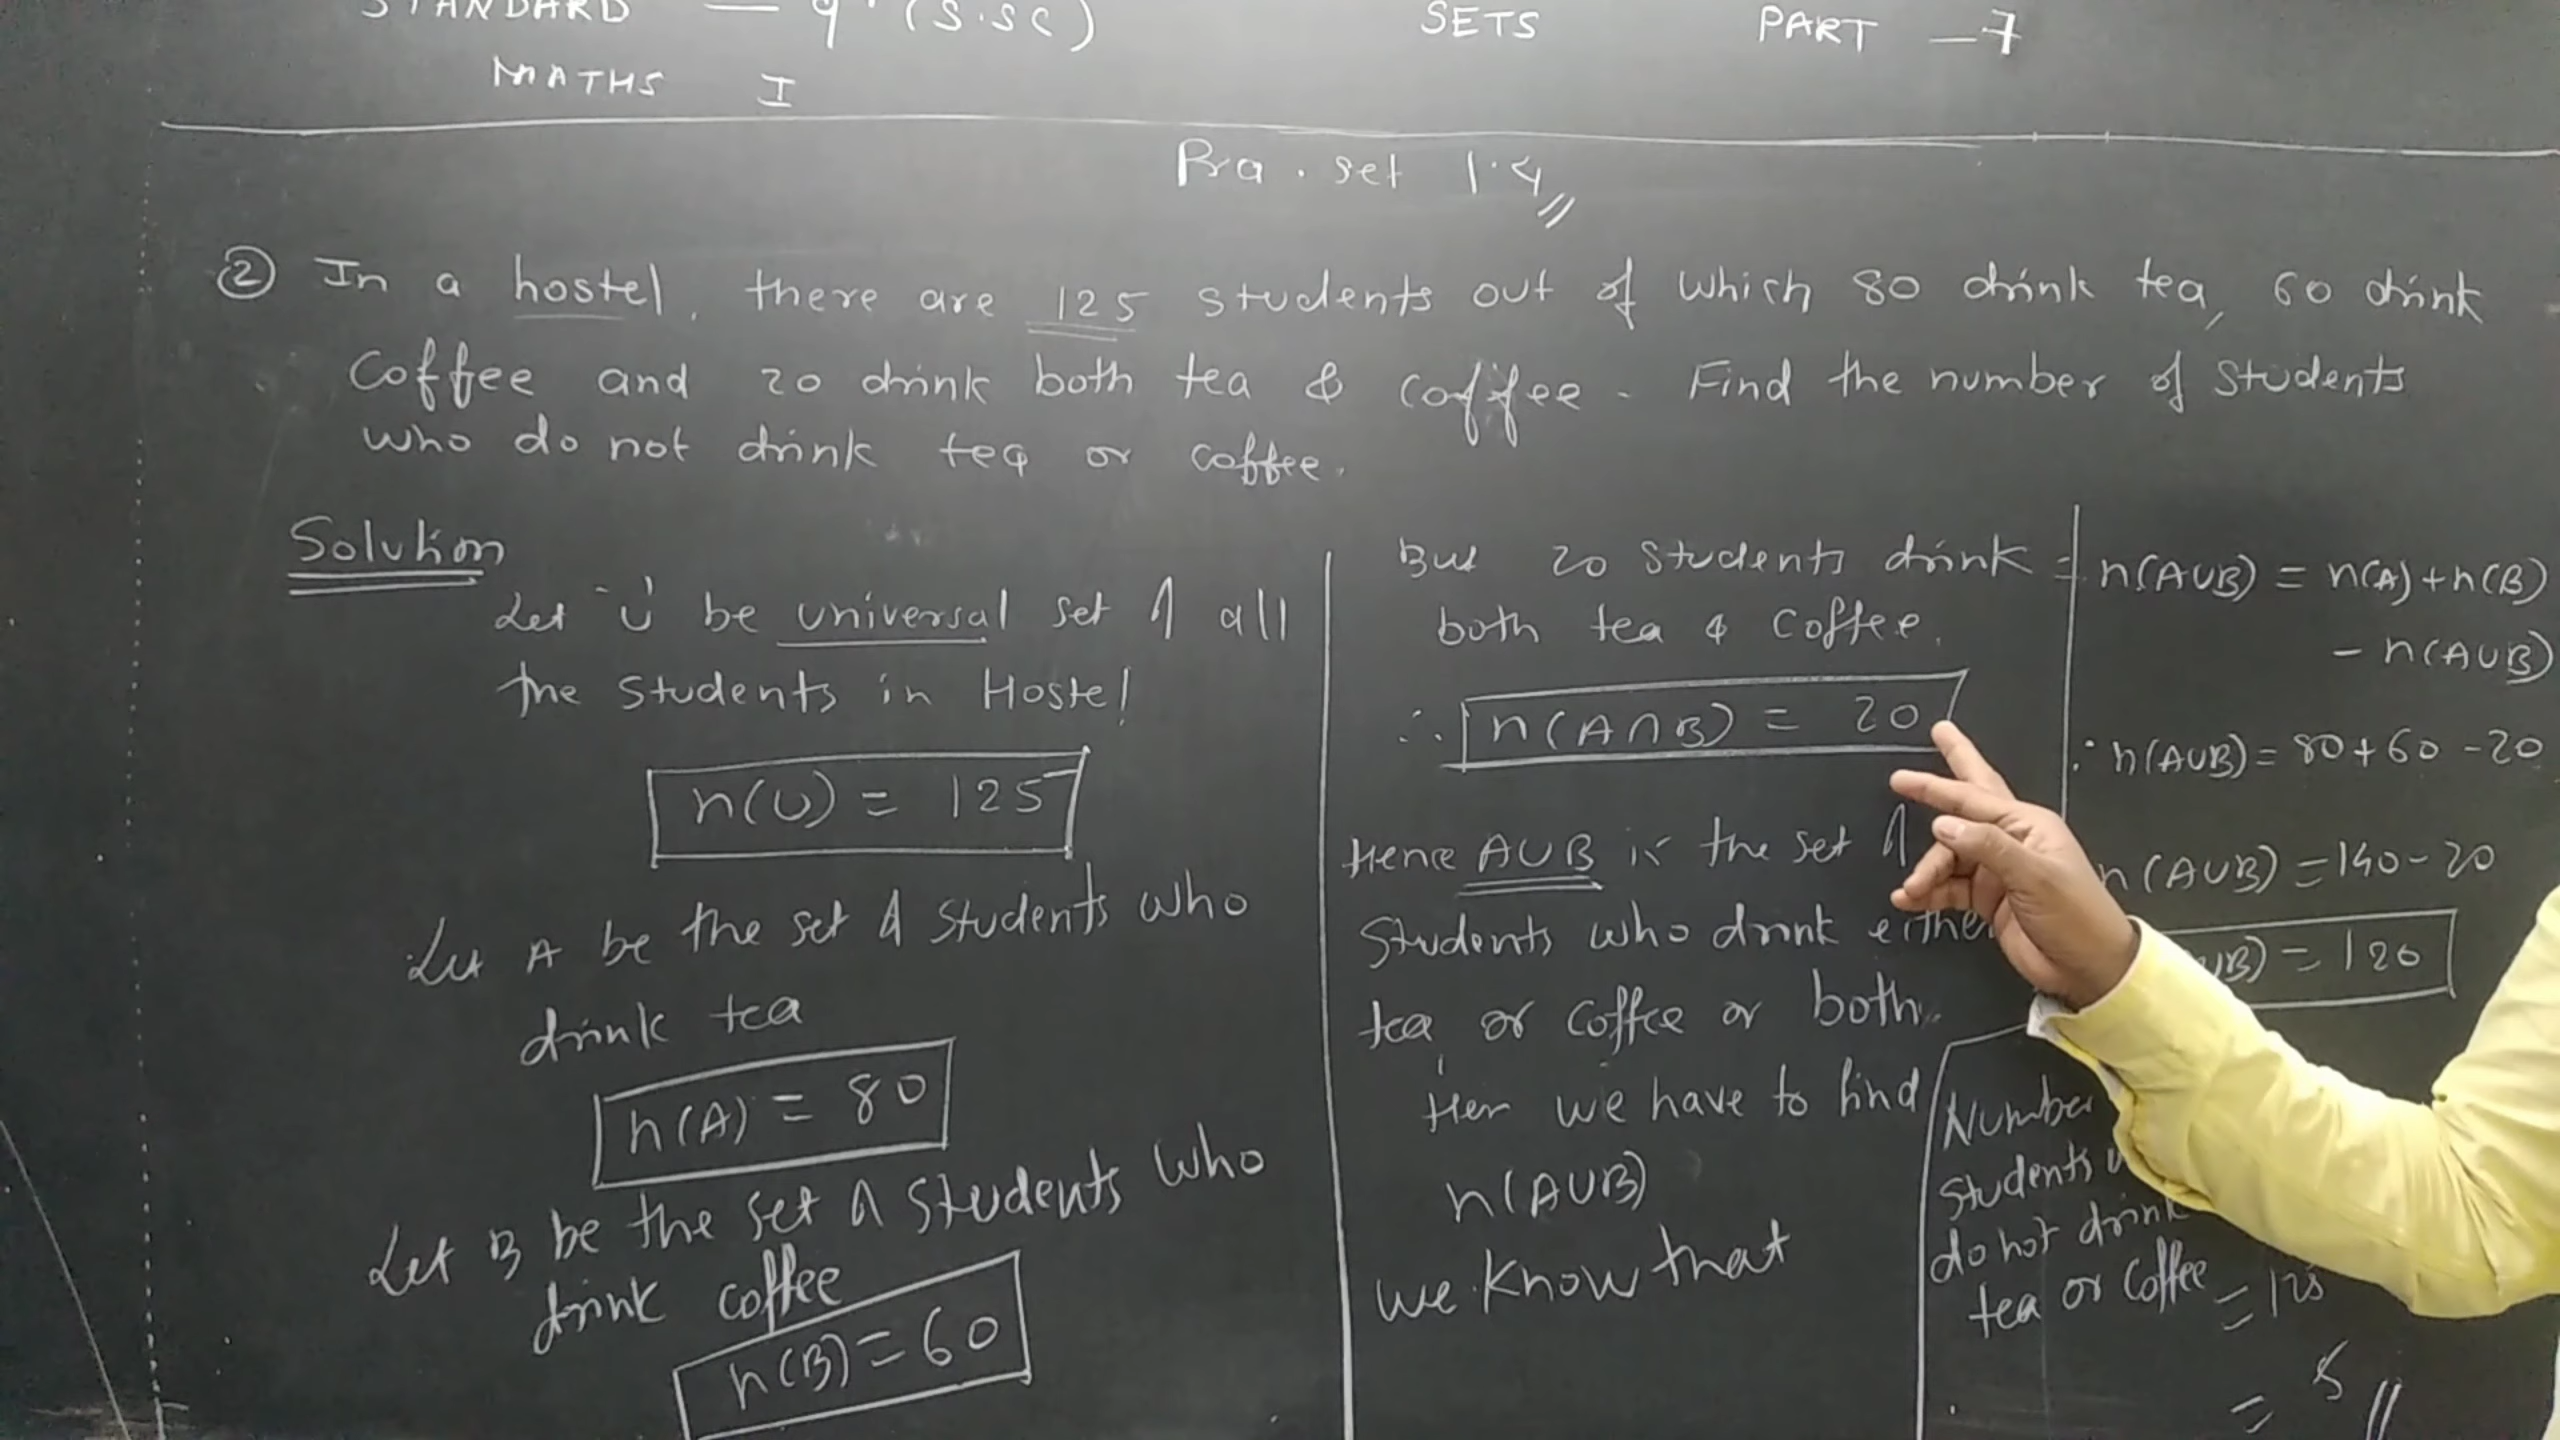 STANDARD — 9 (S.SC) SETS PART - 7
MATHS I
Pra. set 1.4
② In a hostel, there are 125 students out of which 80 drink tea, 60 drink
Coffee and 20 drink both tea & coffee. Find the number of students
who do not drink tea or coffee.
Solution
Let 'U' be universal set of all
the students in Hostel
n(U) = 125
Let A be the set of students who
drink tea
n(A) = 80
Let B be the set of students who
drink coffee
n(B) = 60
But 20 students drink
both tea & coffee.
∴ n(A∩B) = 20
Hence A∪B is the set of
students who drink either
tea or coffee or both.
Her we have to find
n(A∪B)
we know that
n(A∪B) = n(A)+n(B)
- n(A∪B)
∴ n(A∪B) = 80+60-20
n(A∪B) = 140-20
∪B) = 120
Number
students
do not drink
tea or coffee
= 125
= 5